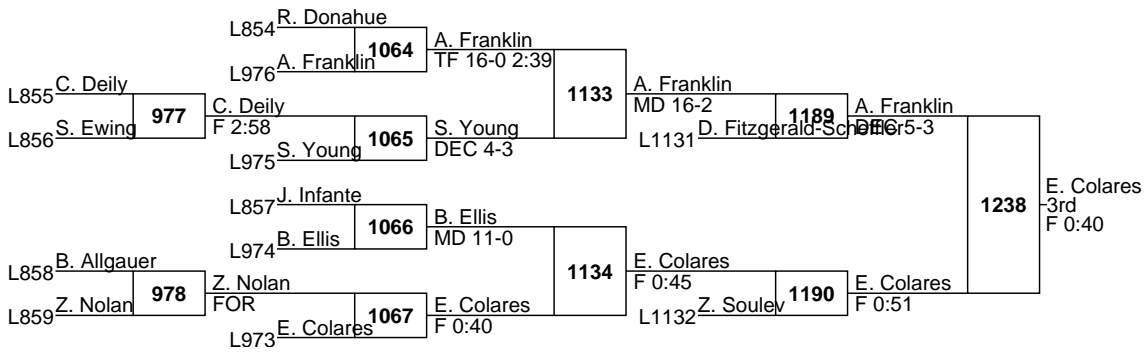 R. Donahue
L854
1064
A. Franklin
A. Franklin
TF 16-0 2:39
L976
C. Deily
A. Franklin
L855
977
C. Deily
1133
MD 16-2
1189
A. Franklin
S. Ewing
F 2:58
D. Fitzgerald-Scheffler
DEC 5-3
L856
1065
S. Young
L1131
S. Young
DEC 4-3
L975
J. Infante
E. Colares
L857
1238
3rd
1066
B. Ellis
F 0:40
B. Ellis
MD 11-0
L974
B. Allgauer
E. Colares
L858
978
Z. Nolan
1134
F 0:45
1190
E. Colares
Z. Nolan
FOR
Z. Soulev
F 0:51
L859
1067
E. Colares
L1132
E. Colares
F 0:40
L973